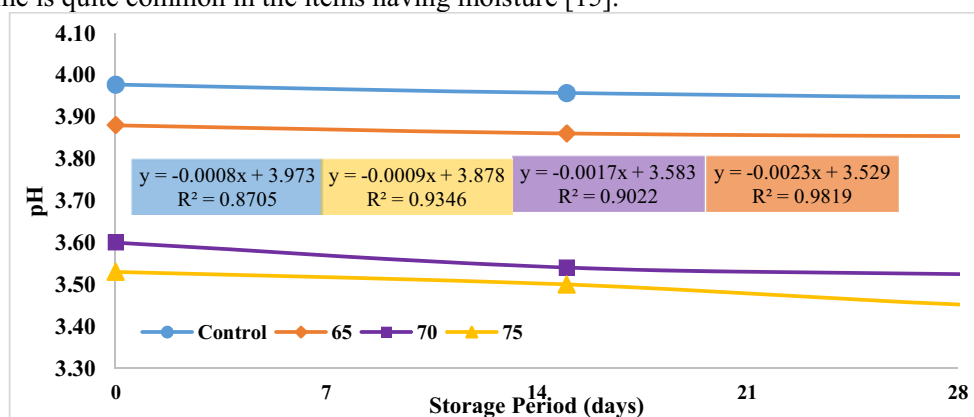 me is quite common in the items having moisture [15].
4.10
4.00
3.90
3.80
3.70
3.60
3.50
3.40
3.30
pH
y = -0.0008x + 3.973
R² = 0.8705
y = -0.0009x + 3.878
R² = 0.9346
y = -0.0017x + 3.583
R² = 0.9022
y = -0.0023x + 3.529
R² = 0.9819
Control 65 70 75
0 7 14 21 28
Storage Period (days)